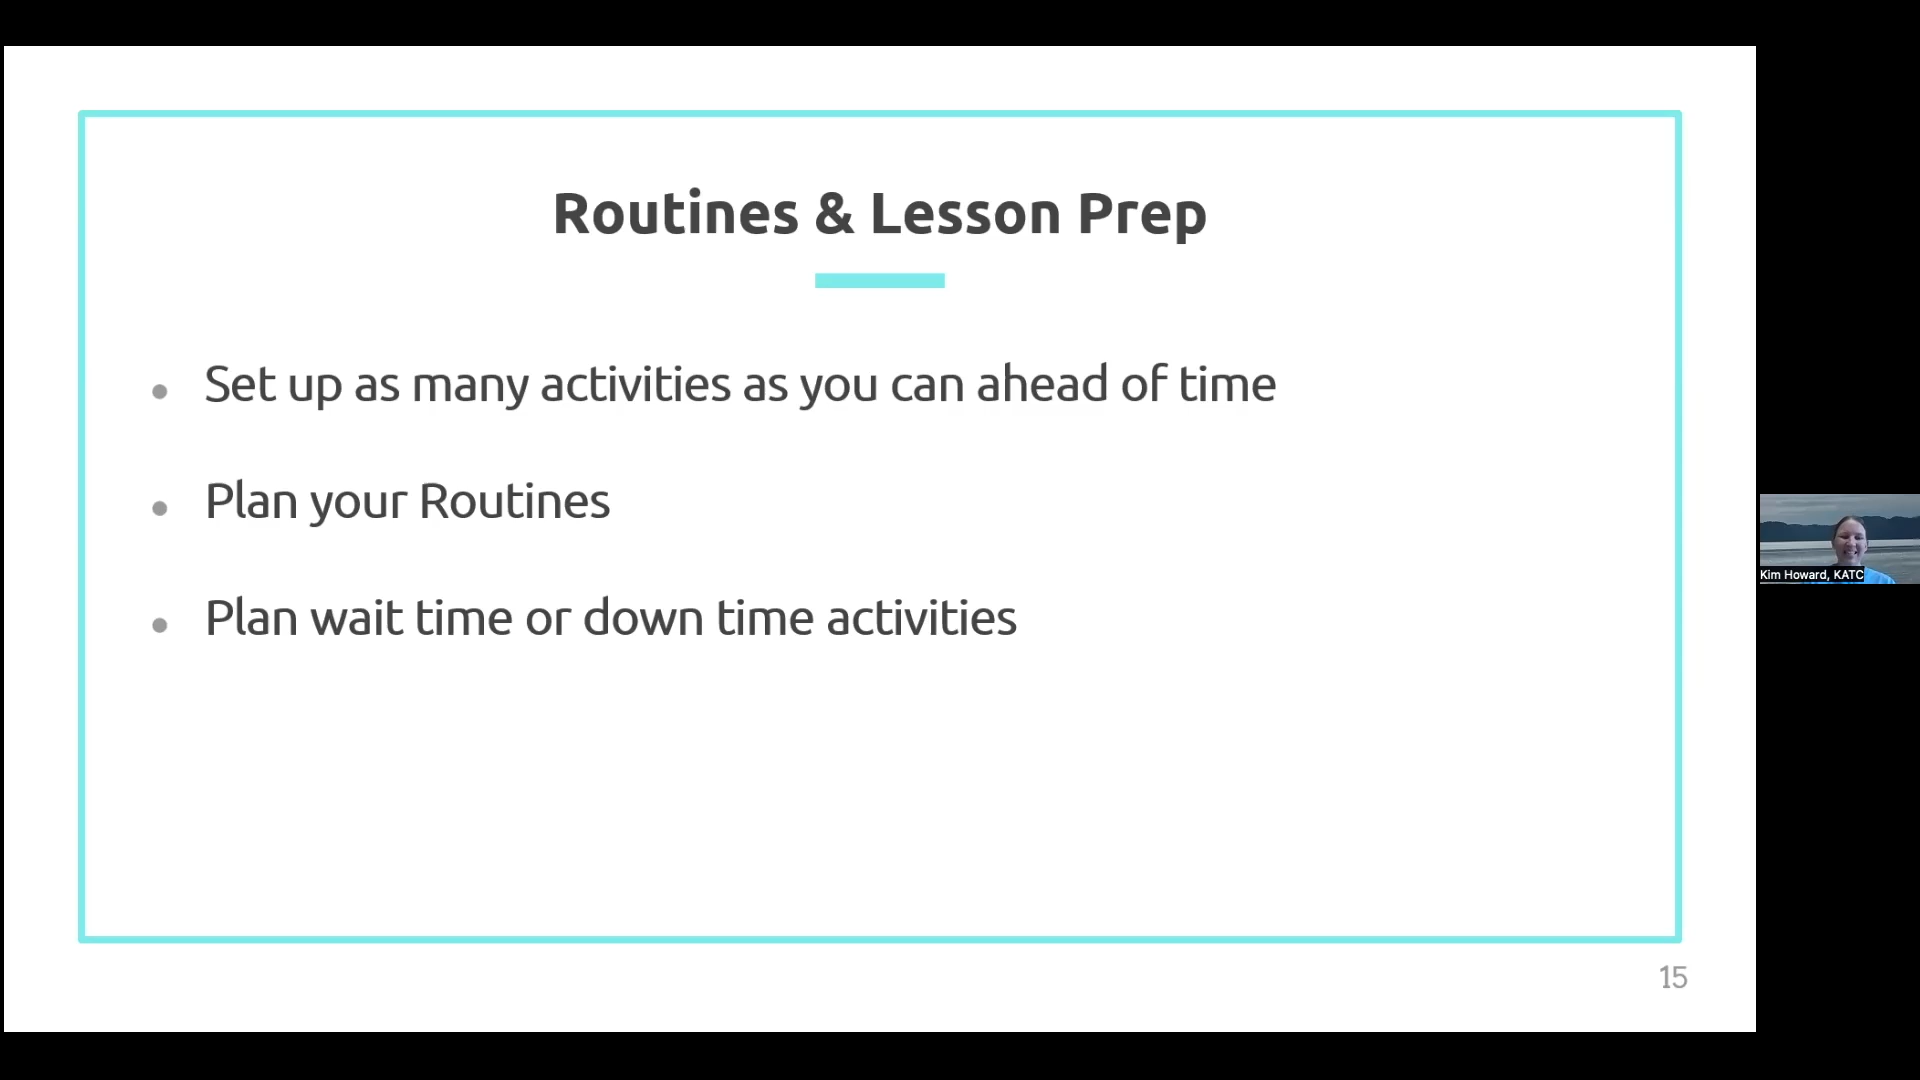 Routines & Lesson Prep
Set up as many activities as you can ahead of time
Plan your Routines
Plan wait time or down time activities
Kim Howard, KATC
15